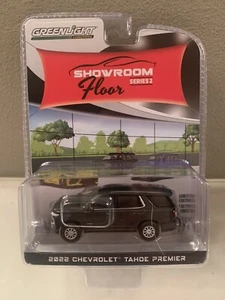 GREENLIGHT
SHOWROOM
Floor
SERIES 2
2022 CHEVROLET TAHOE PREMIER